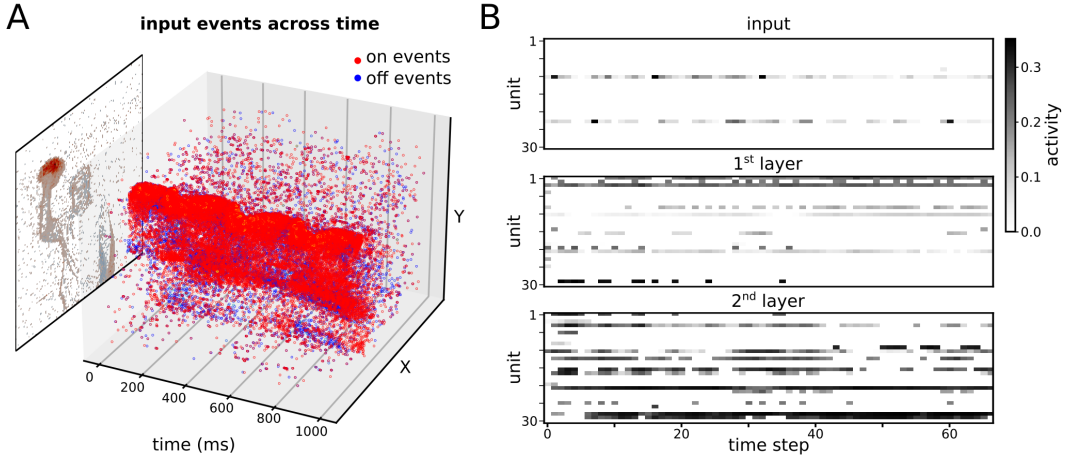 A
input events across time
on events
off events
Y
X
0
200
400
600
800
1000
time (ms)
B
input
1
unit
30
1st layer
1
unit
30
2nd layer
1
unit
30
0 20 40 60
time step
0.3
0.2
0.1
0.0
activity